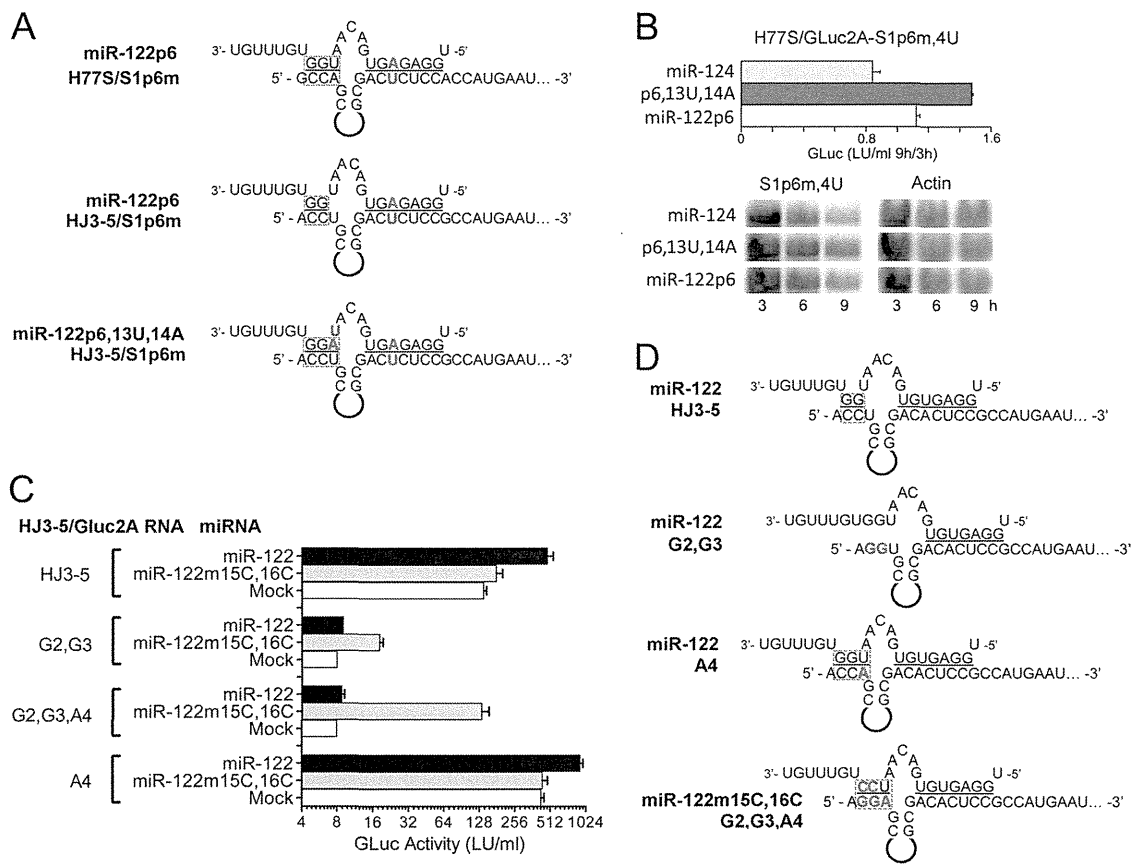 A
miR-122p6
H77S/S1p6m
3'- UGUUUGU
GGU
A
A
C
A
G
UGAGAGG
U -5'
5' - GCCA
GACUCUCCACCAUGAAU... -3'
G
C
C
G
C
G
miR-122p6
HJ3-5/S1p6m
3'- UGUUUGU
GG
U
A
A
C
A
G
UGAGAGG
U -5'
5' - ACCU
GACUCUCCGCCAUGAAU... -3'
G
C
C
G
C
G
miR-122p6,13U,14A
HJ3-5/S1p6m
3'- UGUUUGU
GGA
U
A
C
A
G
UGAGAGG
U -5'
5' - ACCU
GACUCUCCGCCAUGAAU... -3'
G
C
C
G
C
G
B
H77S/GLuc2A-S1p6m,4U
miR-124
p6,13U,14A
miR-122p6
0 0.8 1.6
GLuc (LU/ml 9h/3h)
S1p6m,4U Actin
miR-124
p6,13U,14A
miR-122p6
3 6 9 3 6 9 h
C
HJ3-5/Gluc2A RNA miRNA
HJ3-5
miR-122
miR-122m15C,16C
Mock
G2,G3
miR-122
miR-122m15C,16C
Mock
G2,G3,A4
miR-122
miR-122m15C,16C
Mock
A4
miR-122
miR-122m15C,16C
Mock
4 8 16 32 64 128 256 512 1024
GLuc Activity (LU/ml)
D
miR-122
HJ3-5
3'- UGUUUGU
GG
U
A
A
C
A
G
UGUGAGG
U -5'
5' - ACCU
GACACUCCGCCAUGAAU... -3'
G
C
C
G
C
G
miR-122
G2,G3
3'- UGUUUGUGGU
A
A
C
A
G
UGUGAGG
U -5'
5' - AGGU
GACACUCCGCCAUGAAU... -3'
G
C
C
G
C
G
miR-122
A4
3'- UGUUUGU
GGU
A
A
C
A
G
UGUGAGG
U -5'
5' - ACCA
GACACUCCGCCAUGAAU... -3'
G
C
C
G
C
G
miR-122m15C,16C
G2,G3,A4
3'- UGUUUGU
CCU
A
A
C
A
G
UGUGAGG
U -5'
5' - AGGA
GACACUCCGCCAUGAAU... -3'
G
C
C
G
C
G